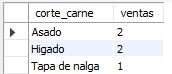 corte_carne ventas
Asado 2
Higado 2
Tapa de nalga 1